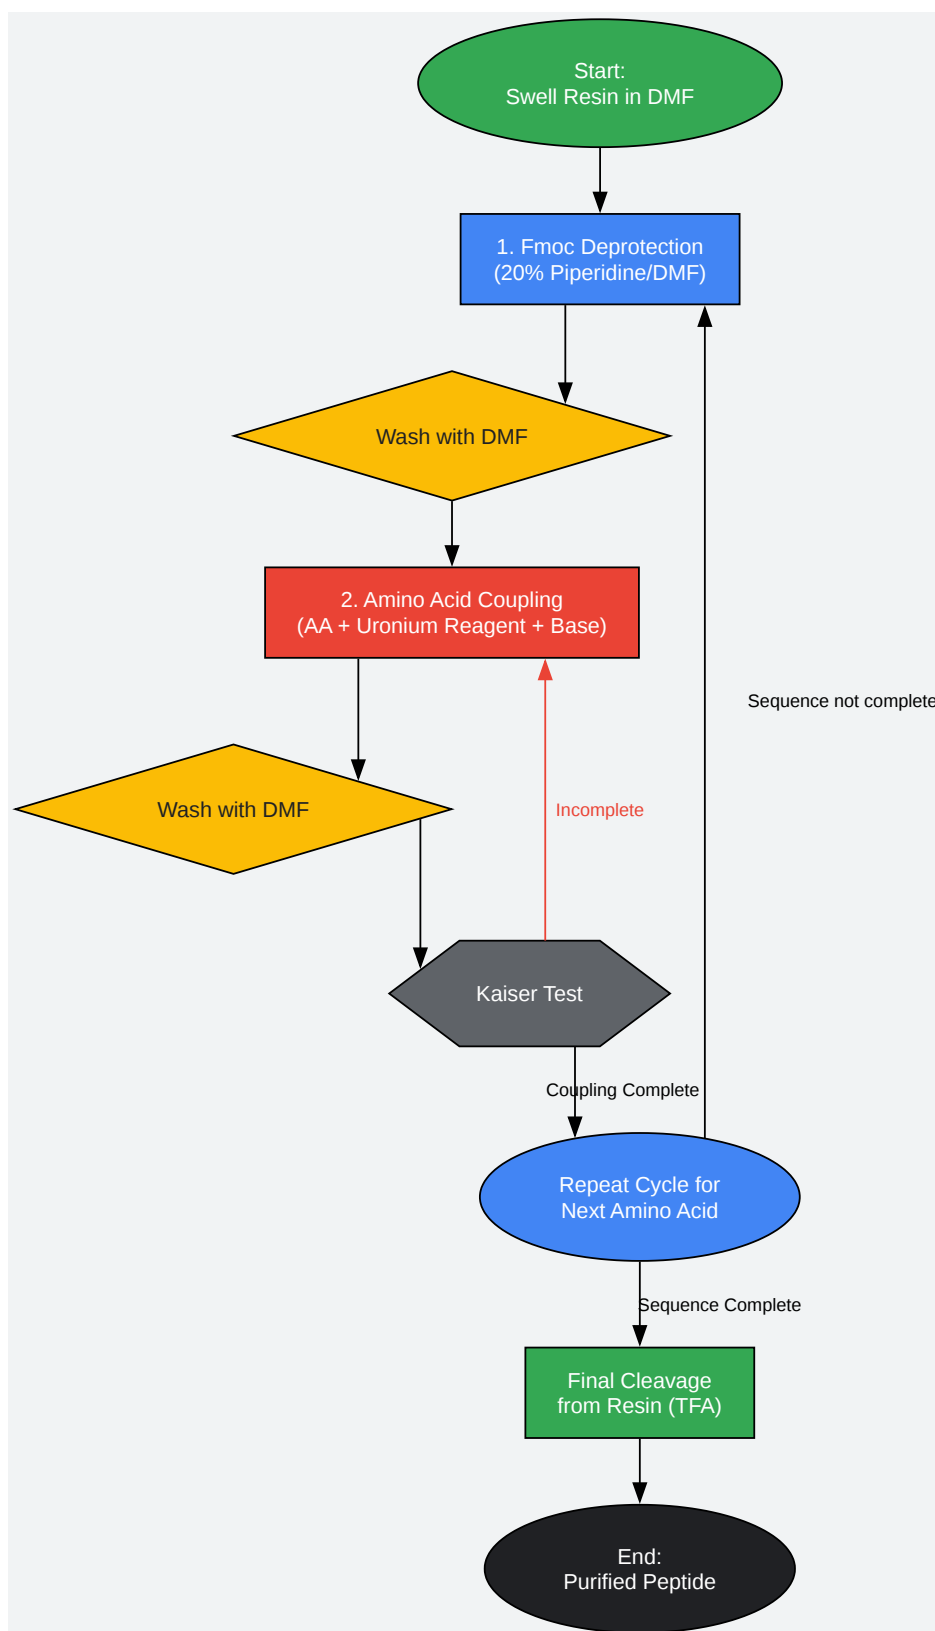 Start:
Swell Resin in DMF
1. Fmoc Deprotection
(20% Piperidine/DMF)
Wash with DMF
2. Amino Acid Coupling
(AA + Uronium Reagent + Base)
Sequence not complete
Wash with DMF
Incomplete
Kaiser Test
Coupling Complete
Repeat Cycle for
Next Amino Acid
Sequence Complete
Final Cleavage
from Resin (TFA)
End:
Purified Peptide